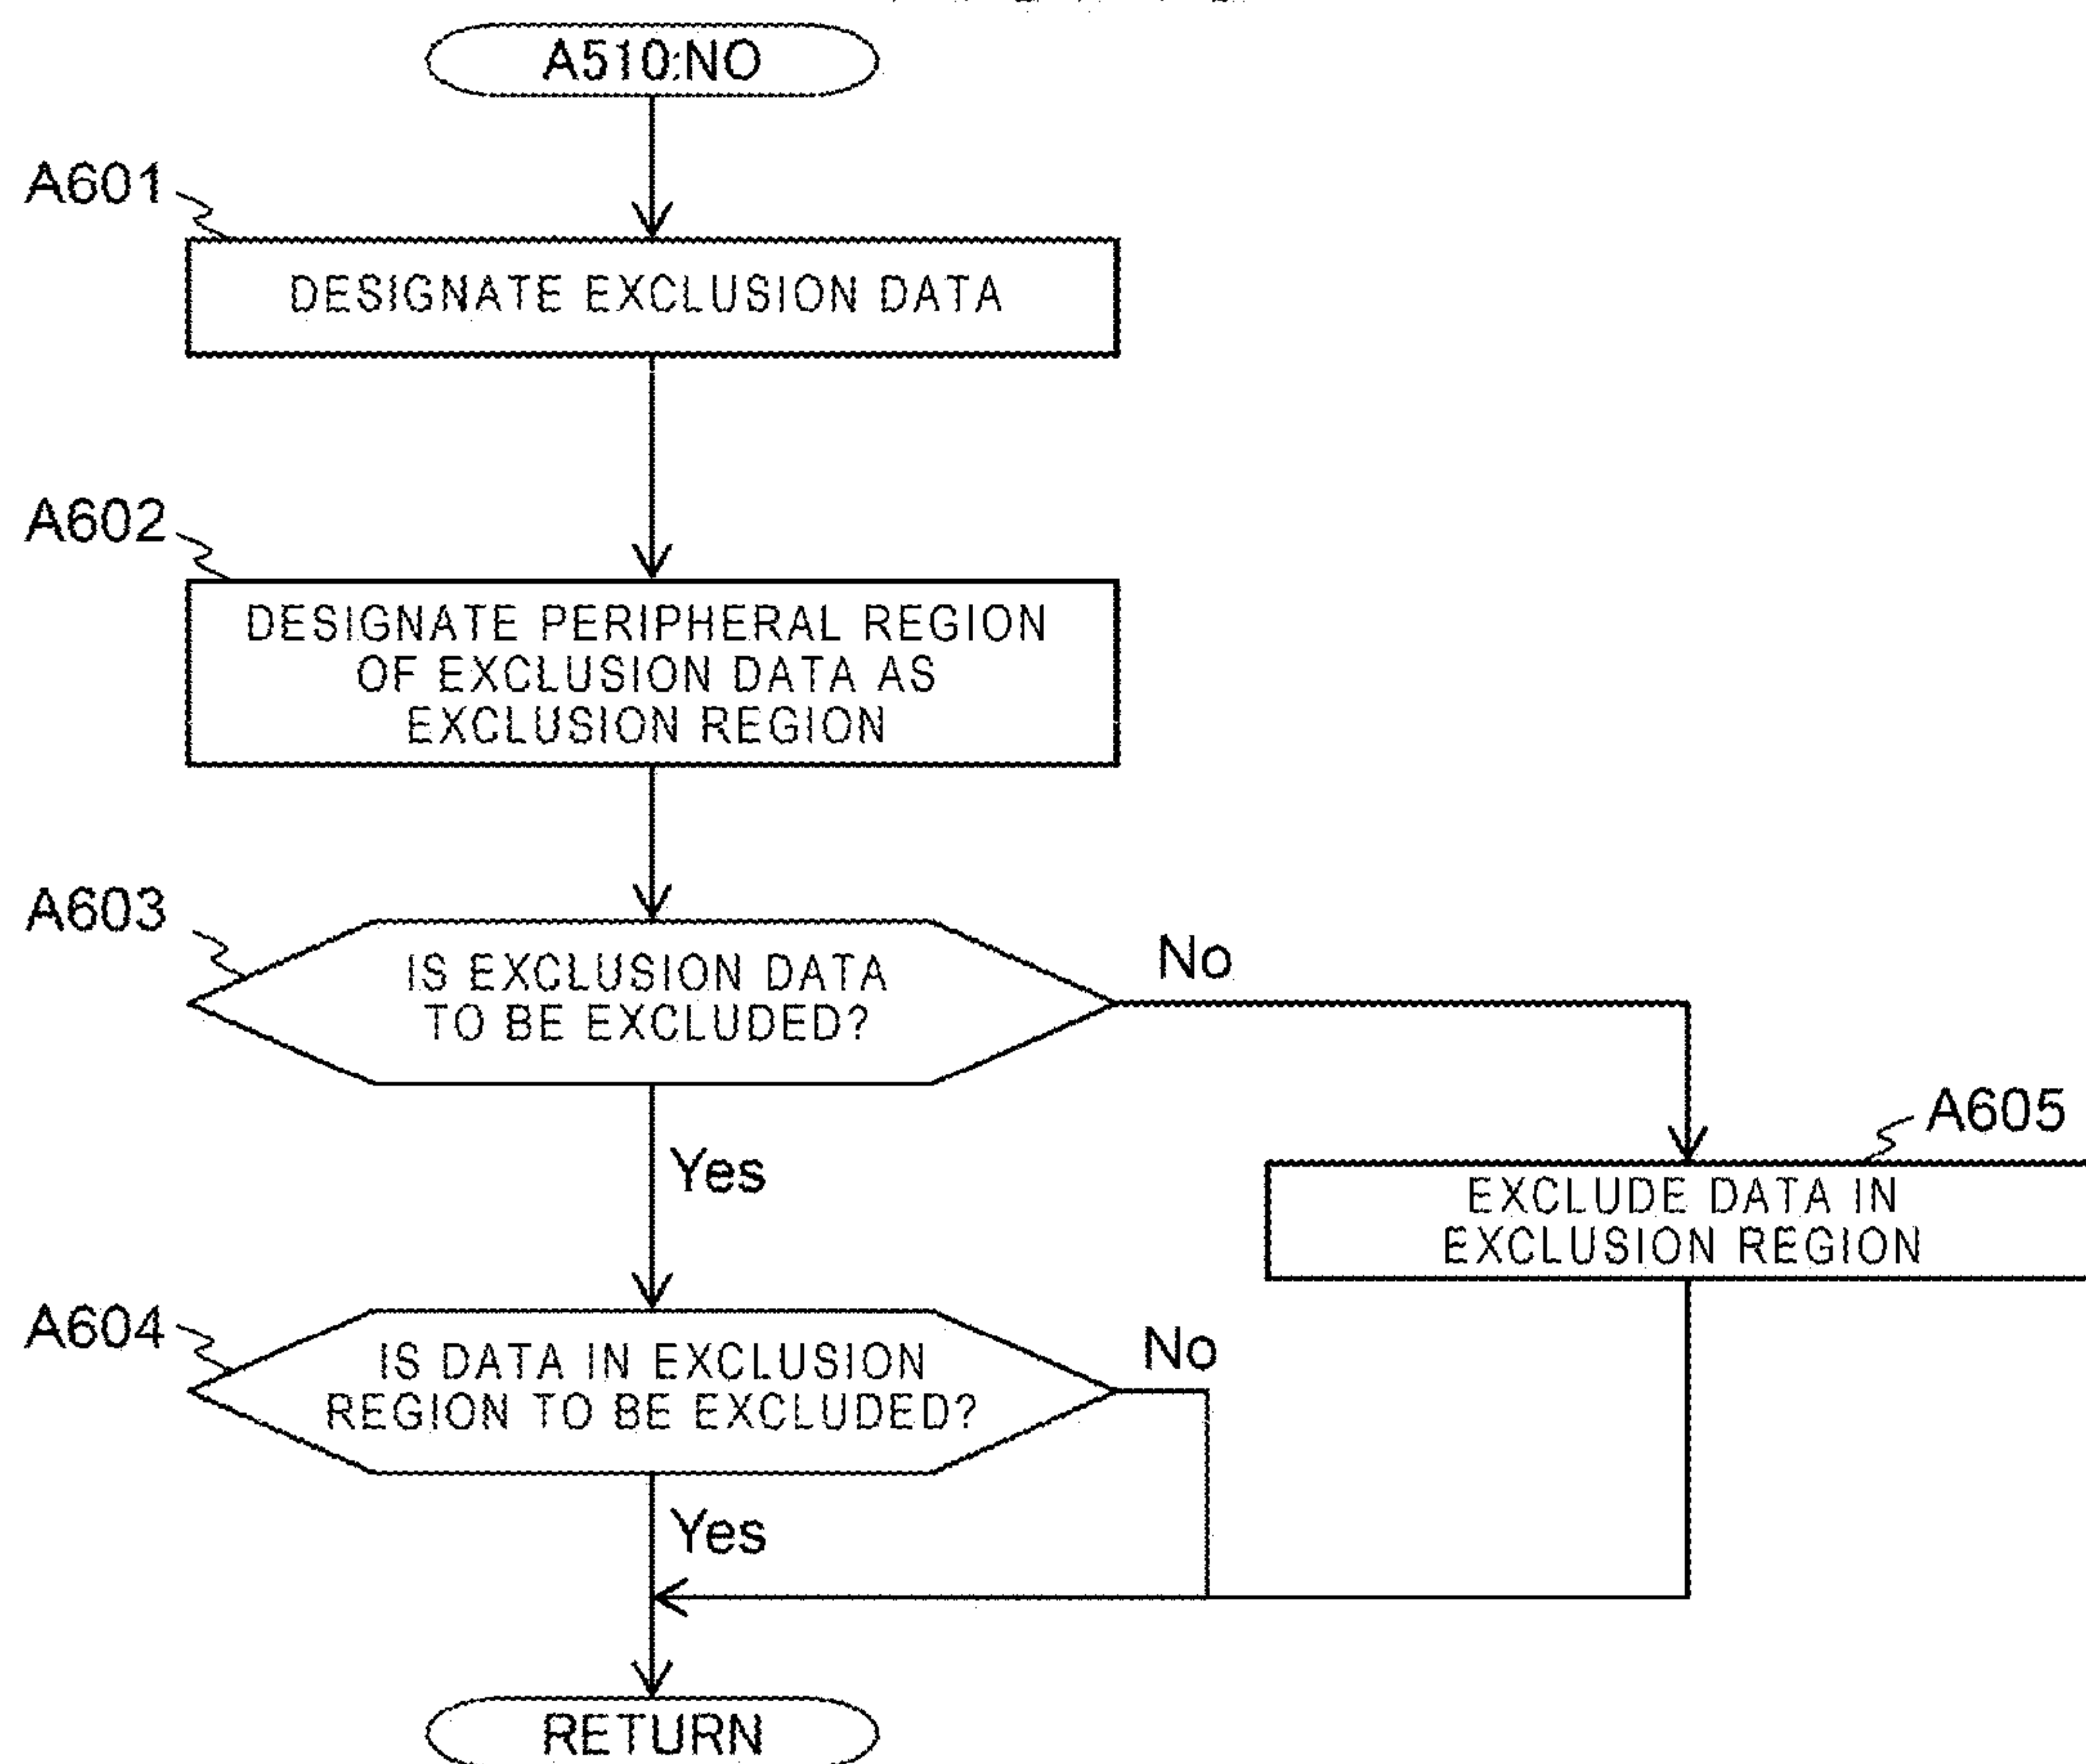 A510:NO
A601
DESIGNATE EXCLUSION DATA
A602
DESIGNATE PERIPHERAL REGION
OF EXCLUSION DATA AS
EXCLUSION REGION
A603
IS EXCLUSION DATA
TO BE EXCLUDED?
No
Yes
A605
EXCLUDE DATA IN
EXCLUSION REGION
A604
IS DATA IN EXCLUSION
REGION TO BE EXCLUDED?
No
Yes
RETURN